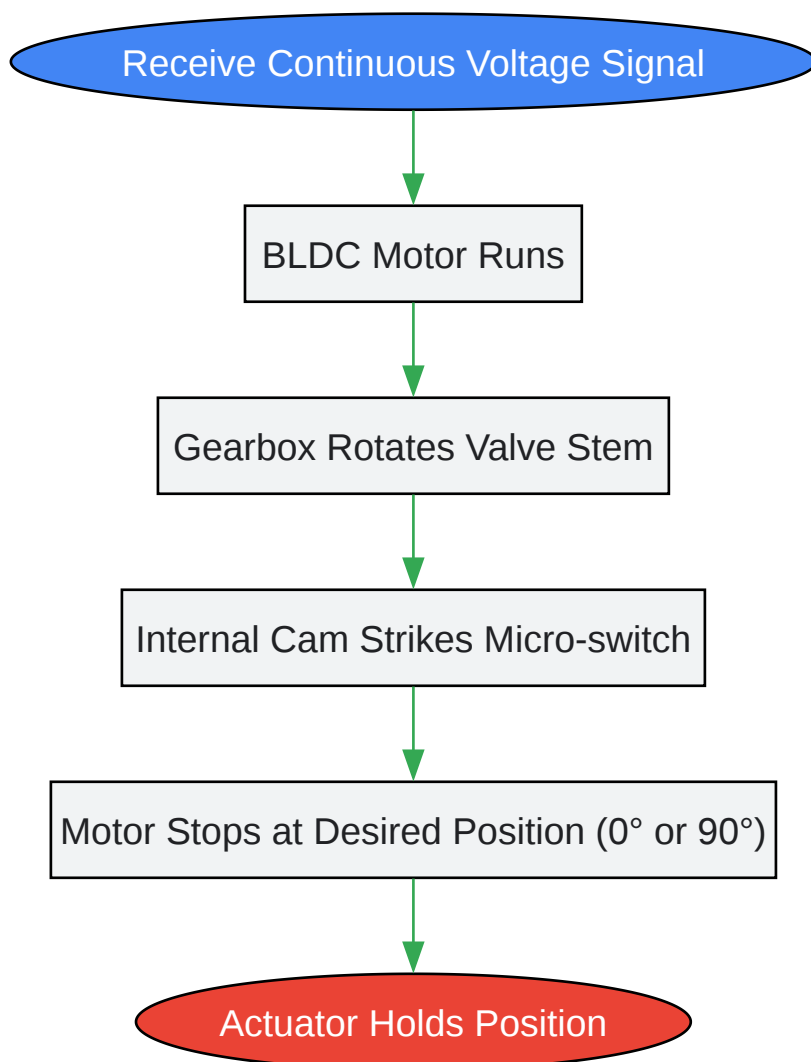 Receive Continuous Voltage Signal
BLDC Motor Runs
Gearbox Rotates Valve Stem
Internal Cam Strikes Micro-switch
Motor Stops at Desired Position (0° or 90°)
Actuator Holds Position